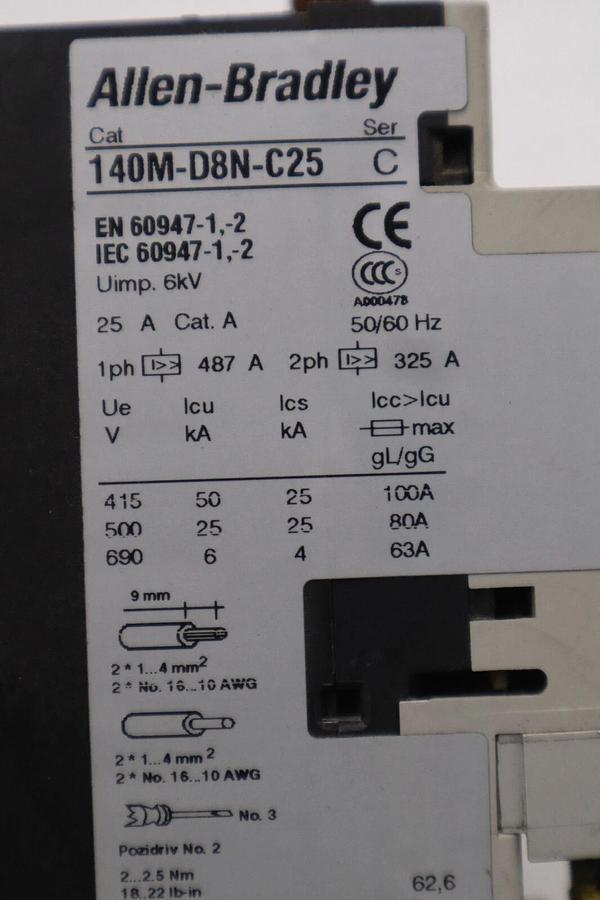 Allen-Bradley
Cat Ser
140M-D8N-C25 C
EN 60947-1,-2
IEC 60947-1,-2
CE
Uimp. 6kV
CCC S
A000478
25 A Cat. A 50/60 Hz
1ph I>> 487 A 2ph I>> 325 A
Ue Icu Ics Icc>Icu
V kA kA max
gL/gG
415 50 25 100A
500 25 25 80A
690 6 4 63A
9 mm
2 * 1...4 mm2
2 * No. 16...10 AWG
2 * 1...4 mm2
2 * No. 16...10 AWG
No. 3
Pozidriv No. 2
2...2.5 Nm
18..22 lb-in 62,6